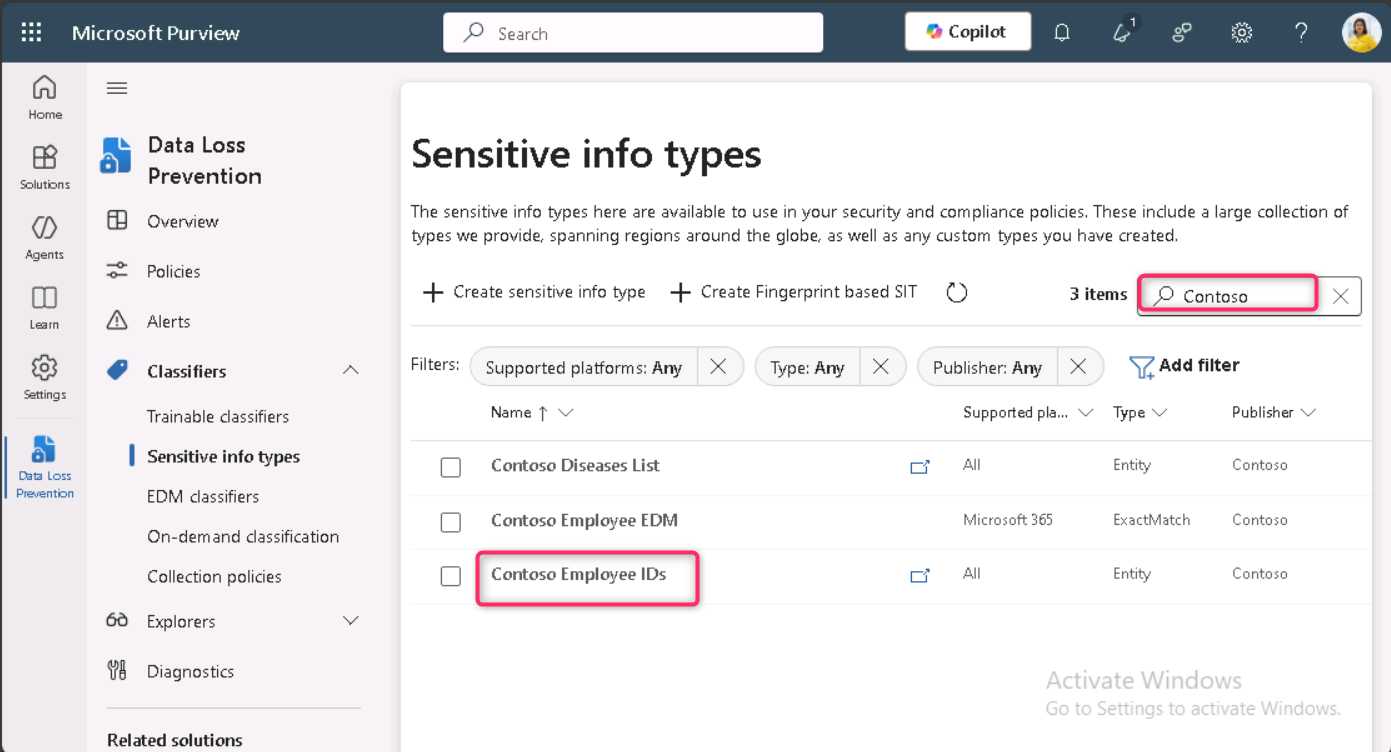 Microsoft Purview
Search
Copilot
1
?
Home
Solutions
Agents
Learn
Settings
Data Loss
Prevention
Data Loss
Prevention
Overview
Policies
Alerts
Classifiers
Trainable classifiers
Sensitive info types
EDM classifiers
On-demand classification
Collection policies
Explorers
Diagnostics
Related solutions
Sensitive info types
The sensitive info types here are available to use in your security and compliance policies. These include a large collection of
types we provide, spanning regions around the globe, as well as any custom types you have created.
Create sensitive info type Create Fingerprint based SIT 3 items Contoso
Filters: Supported platforms: Any Type: Any Publisher: Any Add filter
Name Supported pla... Type Publisher
Contoso Diseases List All Entity Contoso
Contoso Employee EDM Microsoft 365 ExactMatch Contoso
Contoso Employee IDs All Entity Contoso
Activate Windows
Go to Settings to activate Windows.